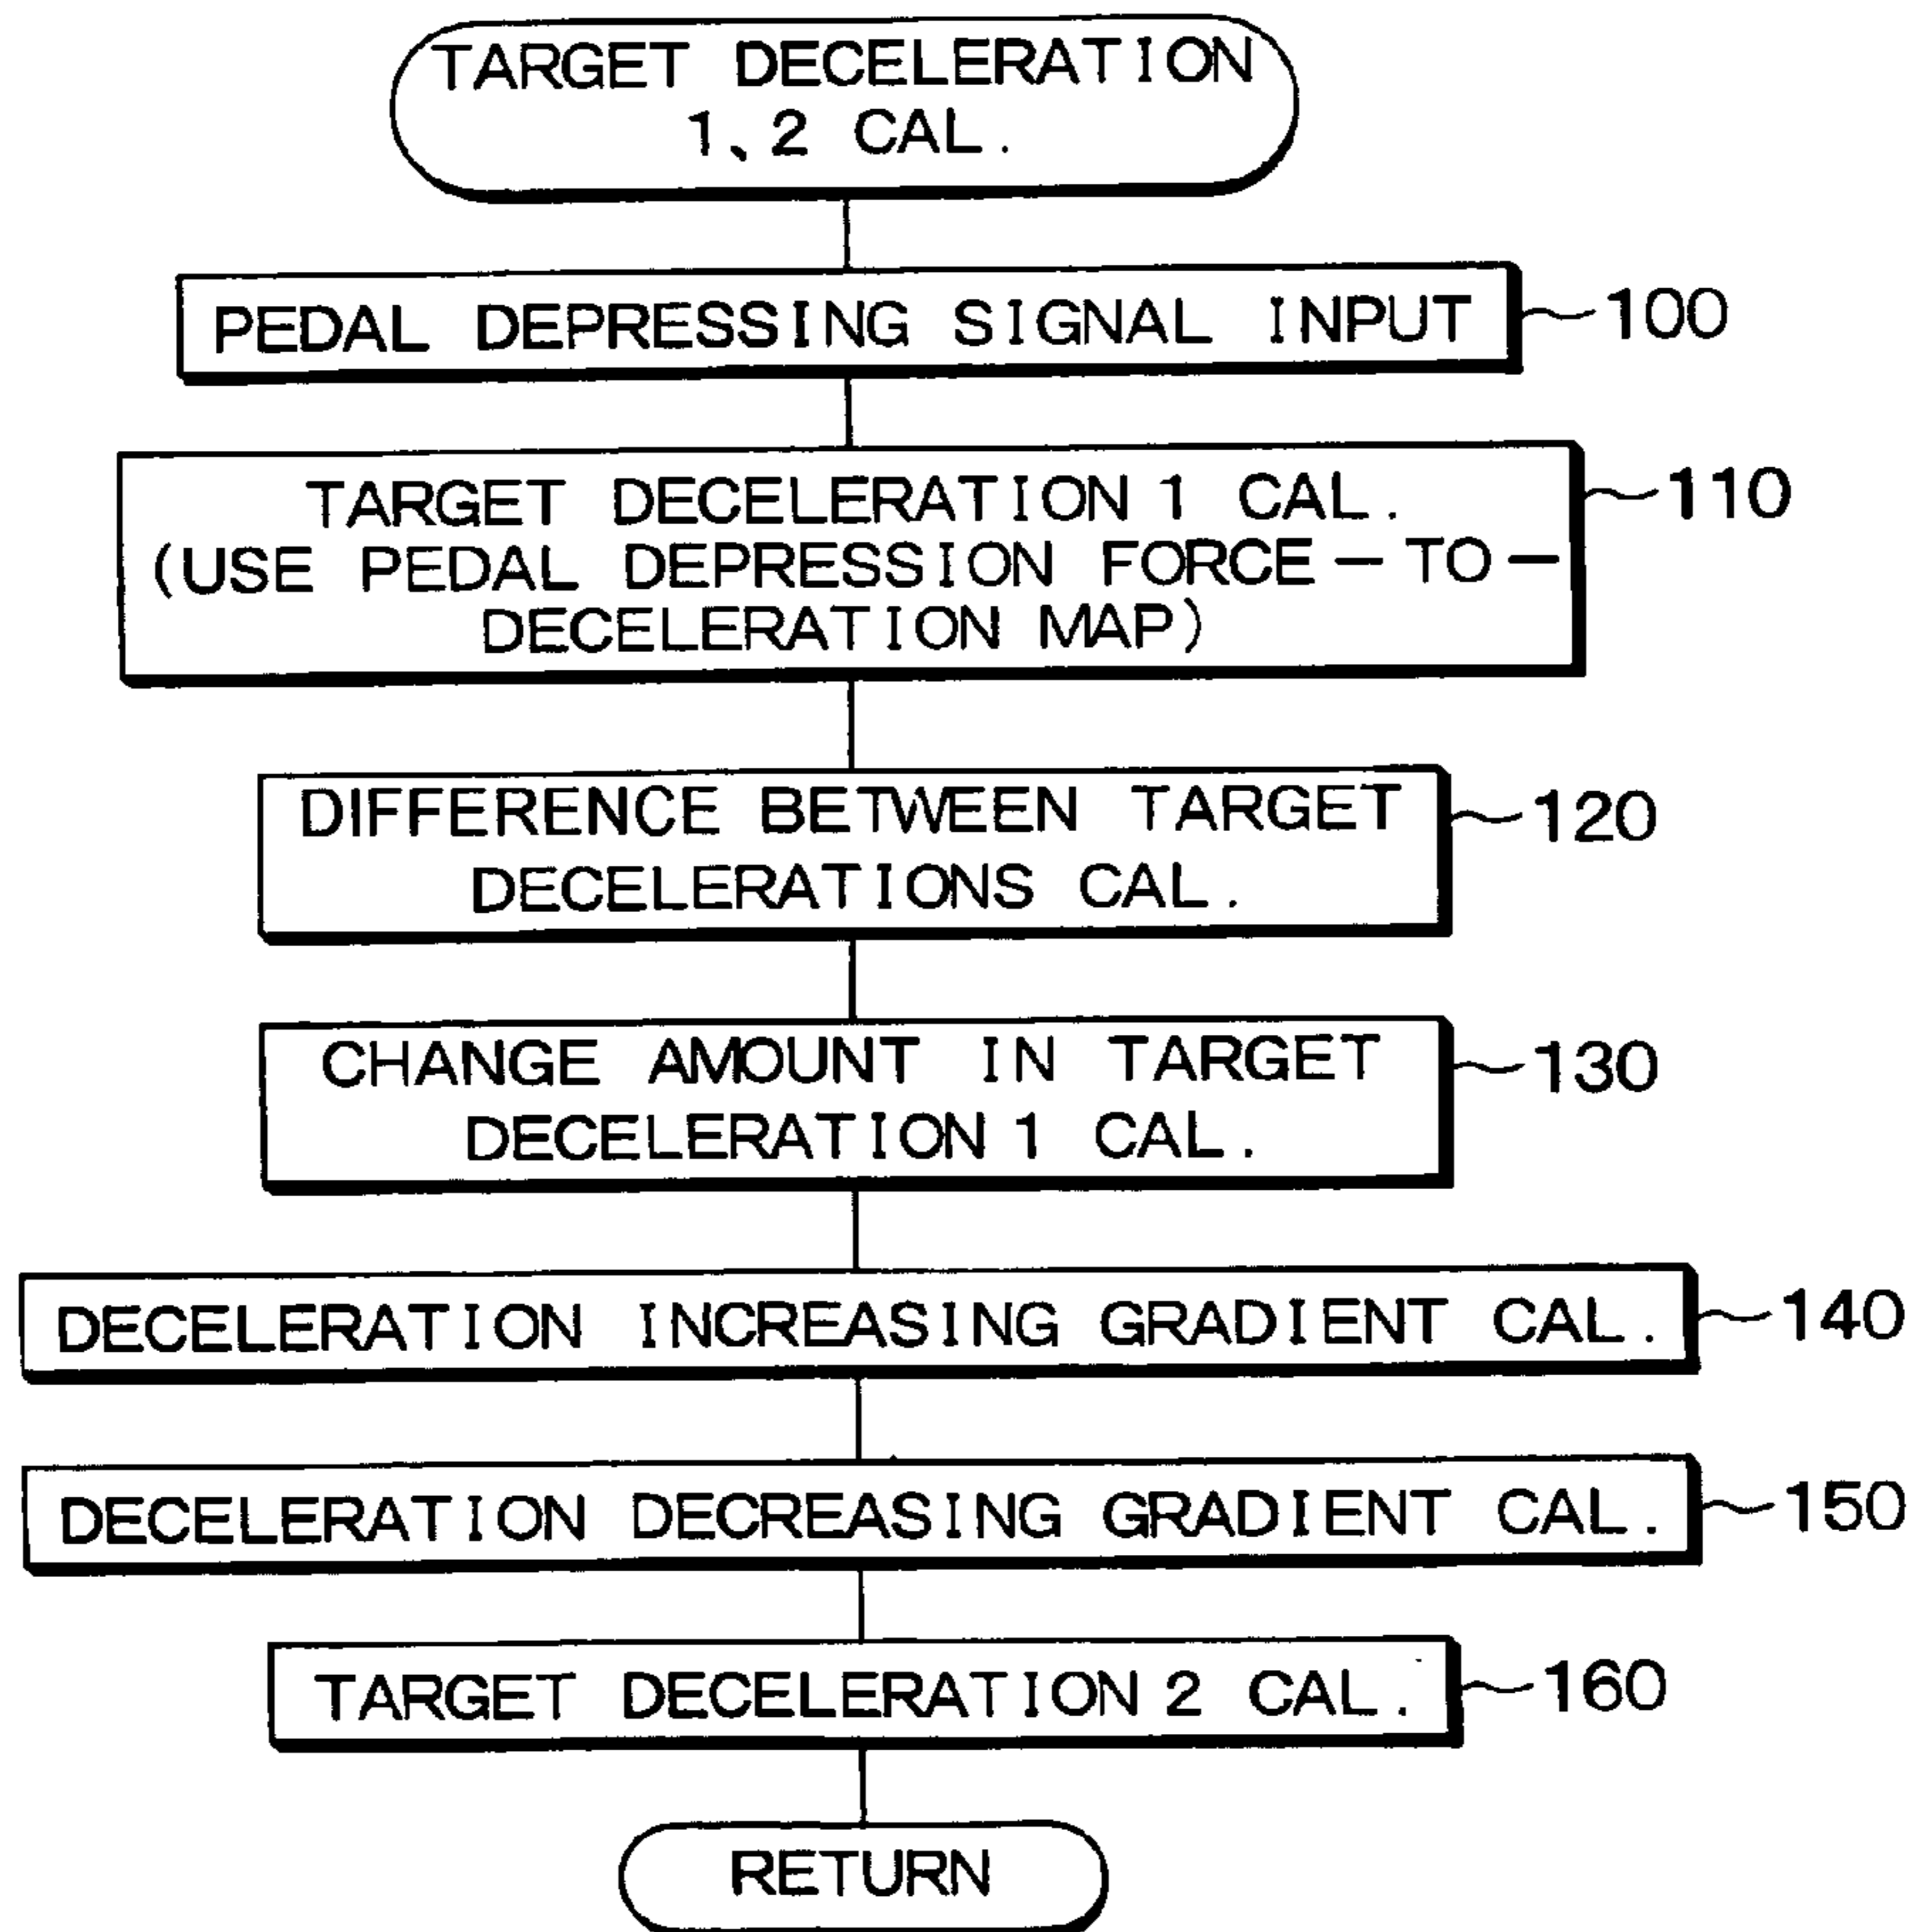 TARGET DECELERATION
1、2 CAL.
PEDAL DEPRESSING SIGNAL INPUT
100
TARGET DECELERATION 1 CAL.
(USE PEDAL DEPRESSION FORCE-TO-
DECELERATION MAP)
110
DIFFERENCE BETWEEN TARGET
DECELERATIONS CAL.
120
CHANGE AMOUNT IN TARGET
DECELERATION 1 CAL.
130
DECELERATION INCREASING GRADIENT CAL.
140
DECELERATION DECREASING GRADIENT CAL.
150
TARGET DECELERATION 2 CAL.
160
RETURN